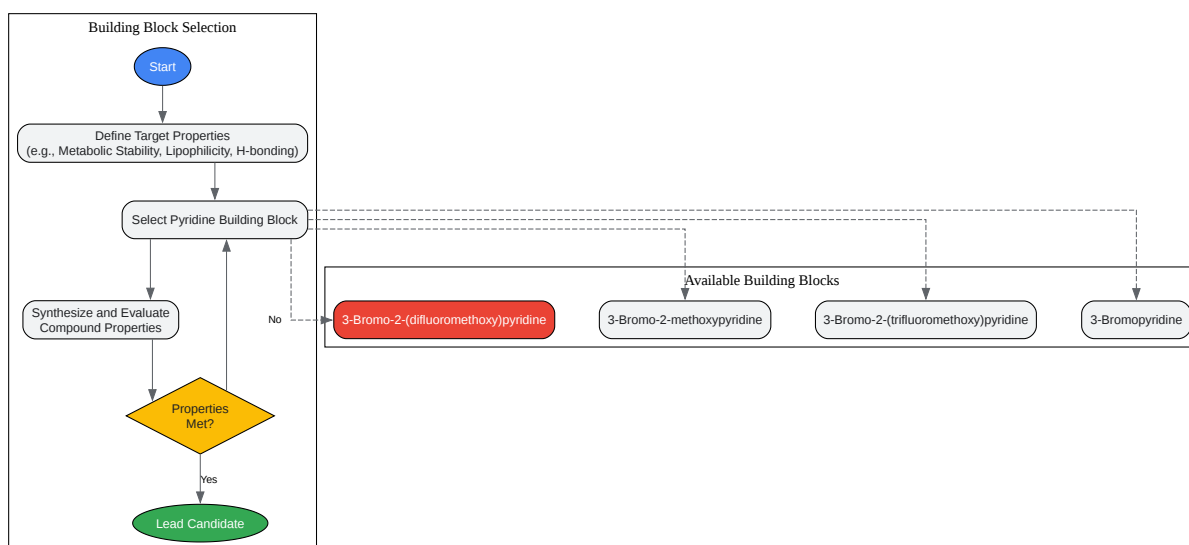 Building Block Selection
Start
Define Target Properties
(e.g., Metabolic Stability, Lipophilicity, H-bonding)
Select Pyridine Building Block
Available Building Blocks
Synthesize and Evaluate
Compound Properties
No
3-Bromo-2-(difluoromethoxy)pyridine
3-Bromo-2-methoxypyridine
3-Bromo-2-(trifluoromethoxy)pyridine
3-Bromopyridine
Properties
Met?
Yes
Lead Candidate